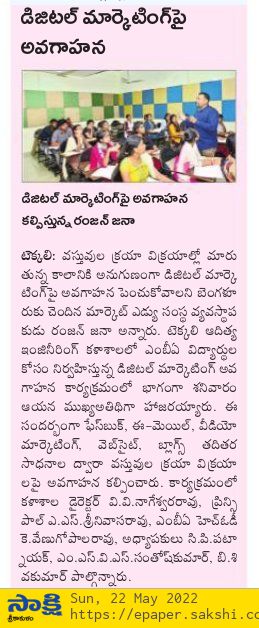 డిజిటల్ మార్కెటింగ్‌పై
అవగాహన
డిజిటల్ మార్కెటింగ్‌పై అవగాహన
కల్పిస్తున్న రంజన్ జనా
టెక్కలి: వస్తువుల క్రయా విక్రయాల్లో మారు
తున్న కాలానికి అనుగుణంగా డిజిటల్ మార్కె
టింగ్‌పై అవగాహన పెంచుకోవాలని బెంగళూ
రుకు చెందిన మార్కెట్ ఎడ్యు సంస్థ వ్యవస్థాప
కుడు రంజన్ జనా అన్నారు. టెక్కలి ఆదిత్య
ఇంజినీరింగ్ కళాశాలలో ఎంబీఏ విద్యార్థుల
కోసం నిర్వహిస్తున్న డిజిటల్ మార్కెటింగ్ అవ
గాహన కార్యక్రమంలో భాగంగా శనివారం
ఆయన ముఖ్యఅతిథిగా హాజరయ్యారు. ఈ
సందర్భంగా ఫేస్‌బుక్, ఈ–మెయిల్, వీడియో
మార్కెటింగ్, వెబ్‌సైట్, బ్లాగ్స్ తదితర
సాధనాల ద్వారా వస్తువుల క్రయా విక్రయా
లపై అవగాహన కల్పించారు. కార్యక్రమంలో
కళాశాల డైరెక్టర్ వి.వి.నాగేశ్వరరావు, ప్రిన్సి
పాల్ ఎ.ఎస్.శ్రీనివాసరావు, ఎంబీఏ హెచ్‌ఓడీ
కె.వేణుగోపాలరావు, అధ్యాపకులు సి.పి.పటా
్నయక్, ఎం.ఎస్.వి.ఎస్.సంతోష్‌కుమార్, బి.శి
వకుమార్ పాల్గొన్నారు.
సాక్షి
శ్రీకాకుళం
Sun, 22 May 2022
https://epaper.sakshi.co